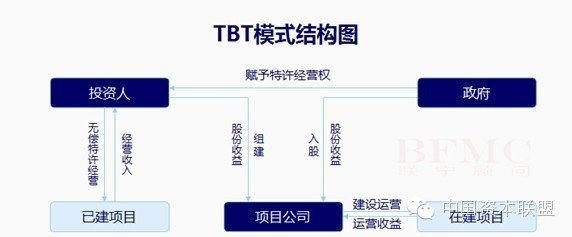 TBT模式结构图
赋予特许经营权
投资人
政府
无偿特许经营
经营收入
股份收益
组建
入股
股份收益
BFMC
已建项目
项目公司
建设运营
运营收益
在建项目
中国资本联盟